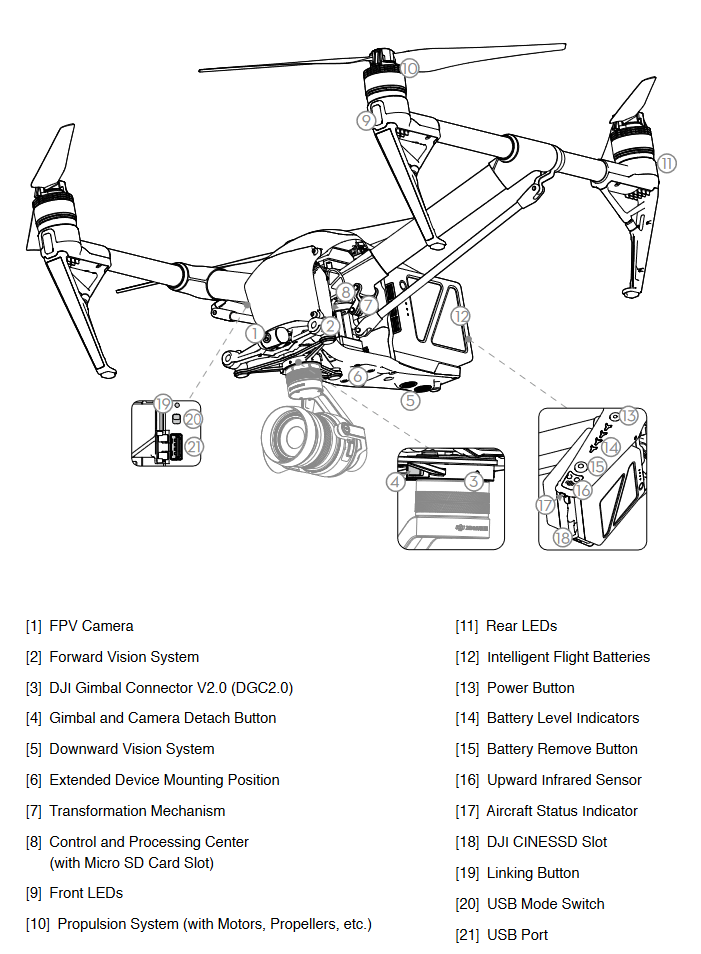 10
9
11
8
7
12
1
2
6
5
19
20
21
13
14
15
16
17
18
4
3
[1] FPV Camera
[2] Forward Vision System
[3] DJI Gimbal Connector V2.0 (DGC2.0)
[4] Gimbal and Camera Detach Button
[5] Downward Vision System
[6] Extended Device Mounting Position
[7] Transformation Mechanism
[8] Control and Processing Center
(with Micro SD Card Slot)
[9] Front LEDs
[10] Propulsion System (with Motors, Propellers, etc.)
[11] Rear LEDs
[12] Intelligent Flight Batteries
[13] Power Button
[14] Battery Level Indicators
[15] Battery Remove Button
[16] Upward Infrared Sensor
[17] Aircraft Status Indicator
[18] DJI CINESSD Slot
[19] Linking Button
[20] USB Mode Switch
[21] USB Port